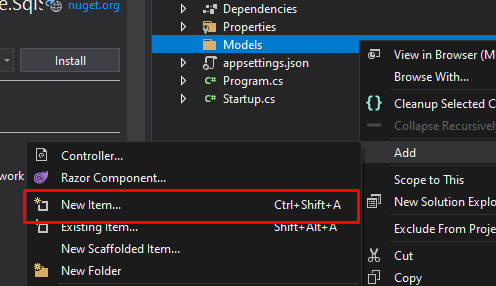 e.Sqls
nuget.org
Install
work
Dependencies
Properties
Models
appsettings.json
Program.cs
Startup.cs
View in Browser (M
Browse With...
Cleanup Selected C
Collapse Recursively
Add
Scope to This
New Solution Explo
Exclude From Proje
Cut
Copy
Controller...
Razor Component...
New Item... Ctrl+Shift+A
Existing Item... Shift+Alt+A
New Scaffolded Item...
New Folder